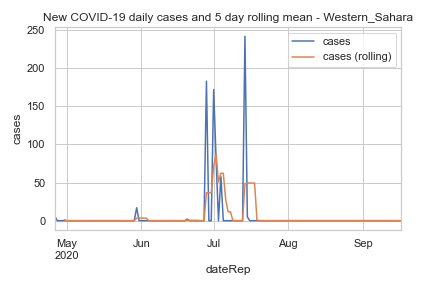 New COVID-19 daily cases and 5 day rolling mean - Western_Sahara
cases
cases (rolling)
250
200
150
100
50
0
cases
May Jun Jul Aug Sep
2020
dateRep